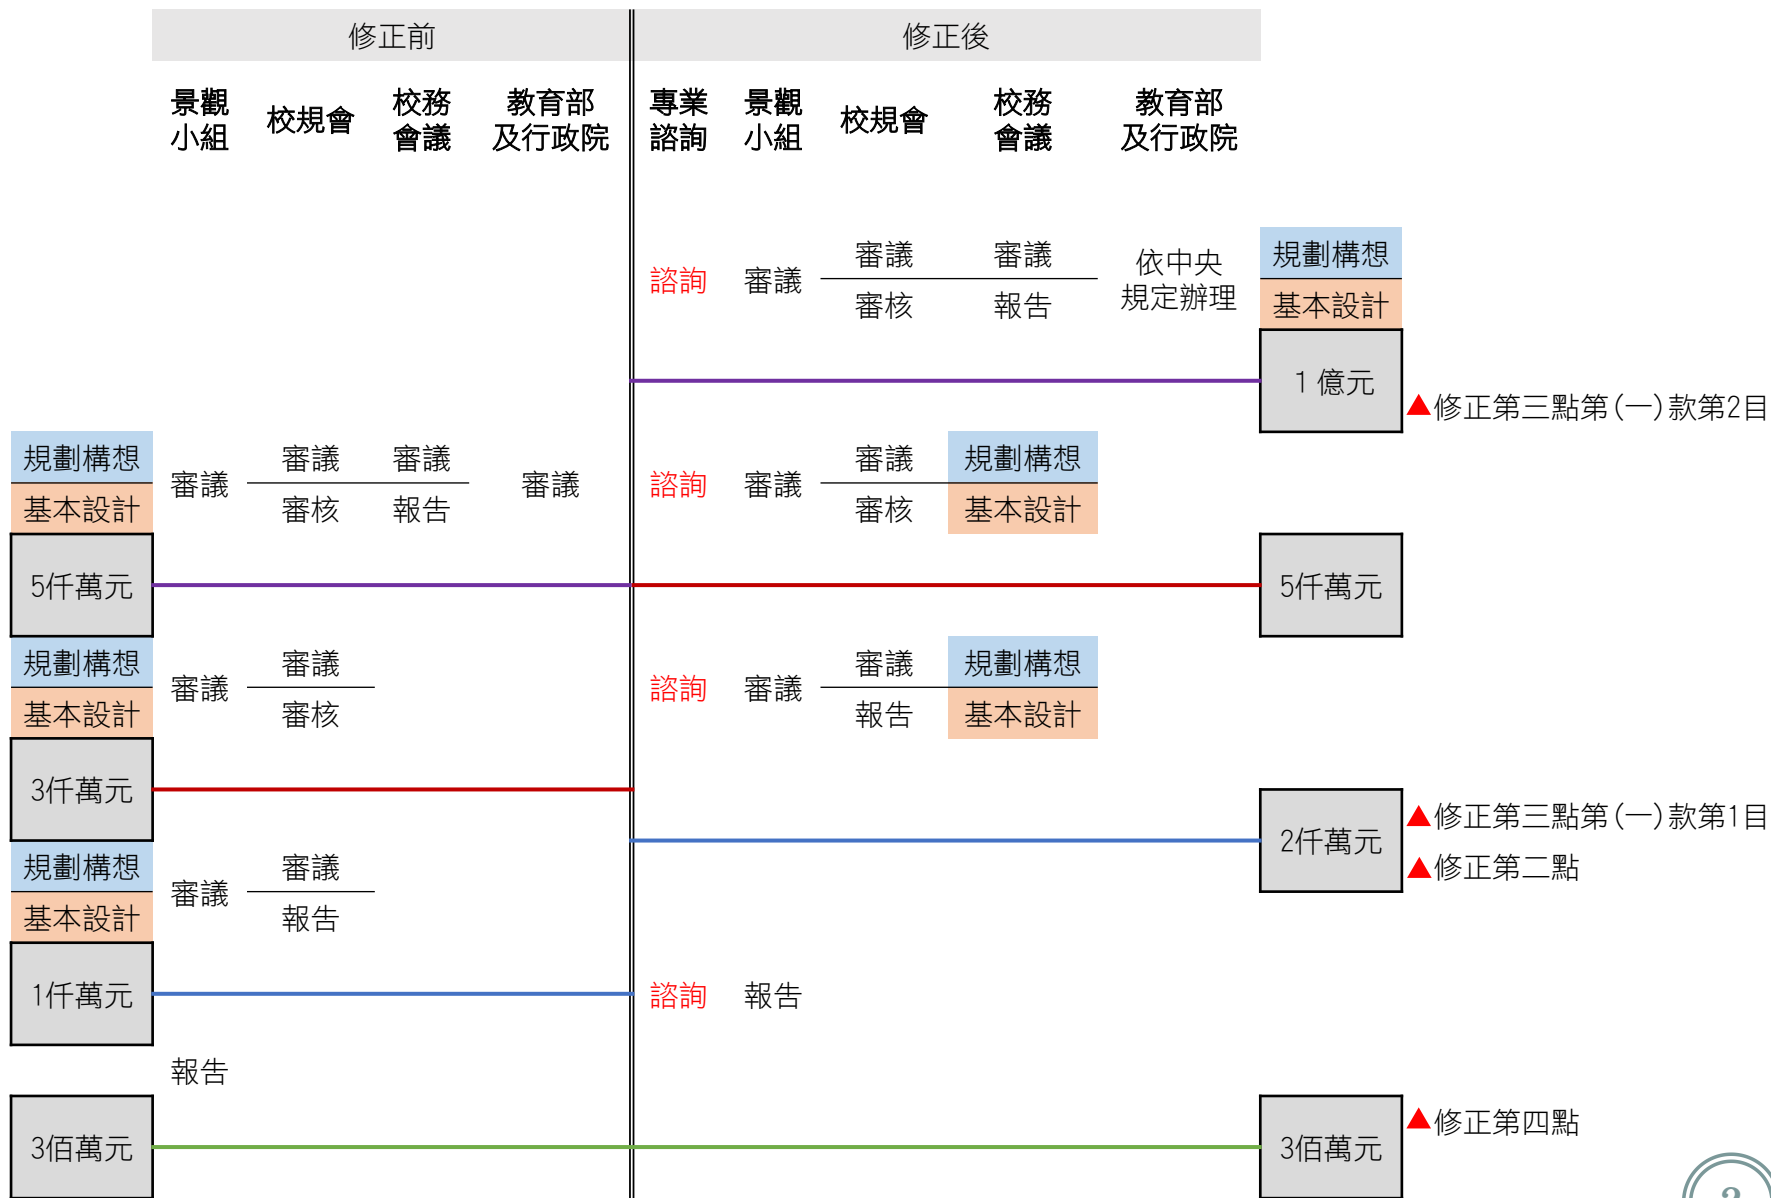 修正前
修正後
景觀
小組
校規會
校務
會議
教育部
及行政院
專業
諮詢
景觀
小組
校規會
校務
會議
教育部
及行政院
諮詢
審議
審議
審核
審議
報告
依中央
規定辦理
規劃構想
基本設計
1 億元
▲修正第三點第(一)款第2目
規劃構想
基本設計
審議
審議
審核
審議
報告
審議
諮詢
審議
審議
審核
規劃構想
基本設計
5仟萬元
5仟萬元
規劃構想
基本設計
審議
審議
審核
諮詢
審議
審議
報告
規劃構想
基本設計
3仟萬元
2仟萬元
▲修正第三點第(一)款第1目
▲修正第二點
規劃構想
基本設計
審議
審議
報告
1仟萬元
諮詢
報告
報告
3佰萬元
3佰萬元
▲修正第四點